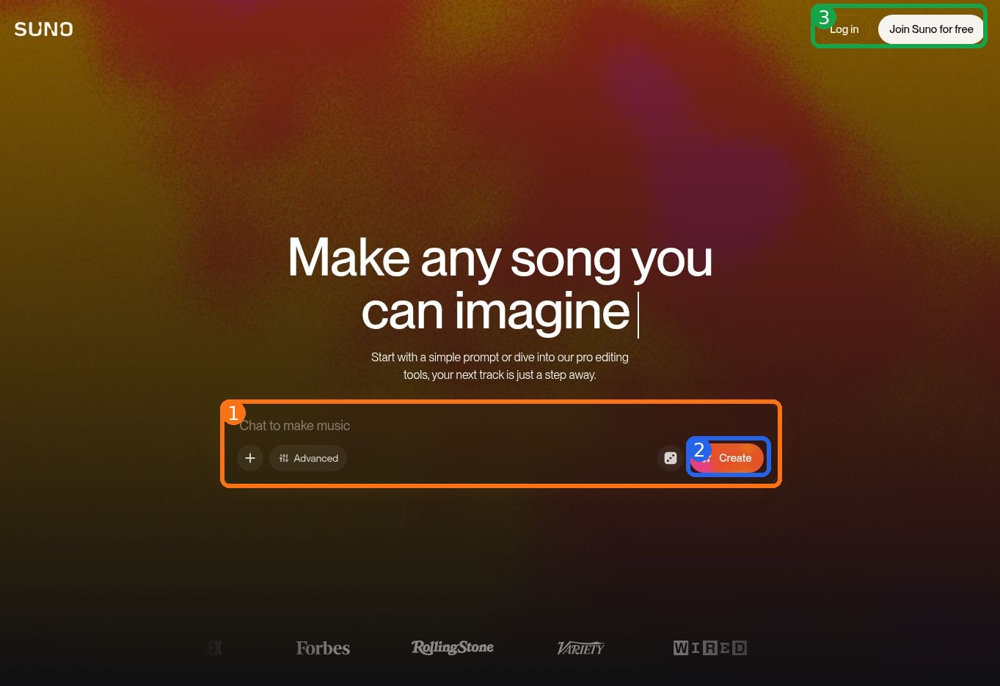 SUNO
3
Log in
Join Suno for free
Make any song you
can imagine
Start with a simple prompt or dive into our pro editing
tools, your next track is just a step away.
1
Chat to make music
Advanced
2
Create
Forbes
RollingStone
VARIETY
WIRED